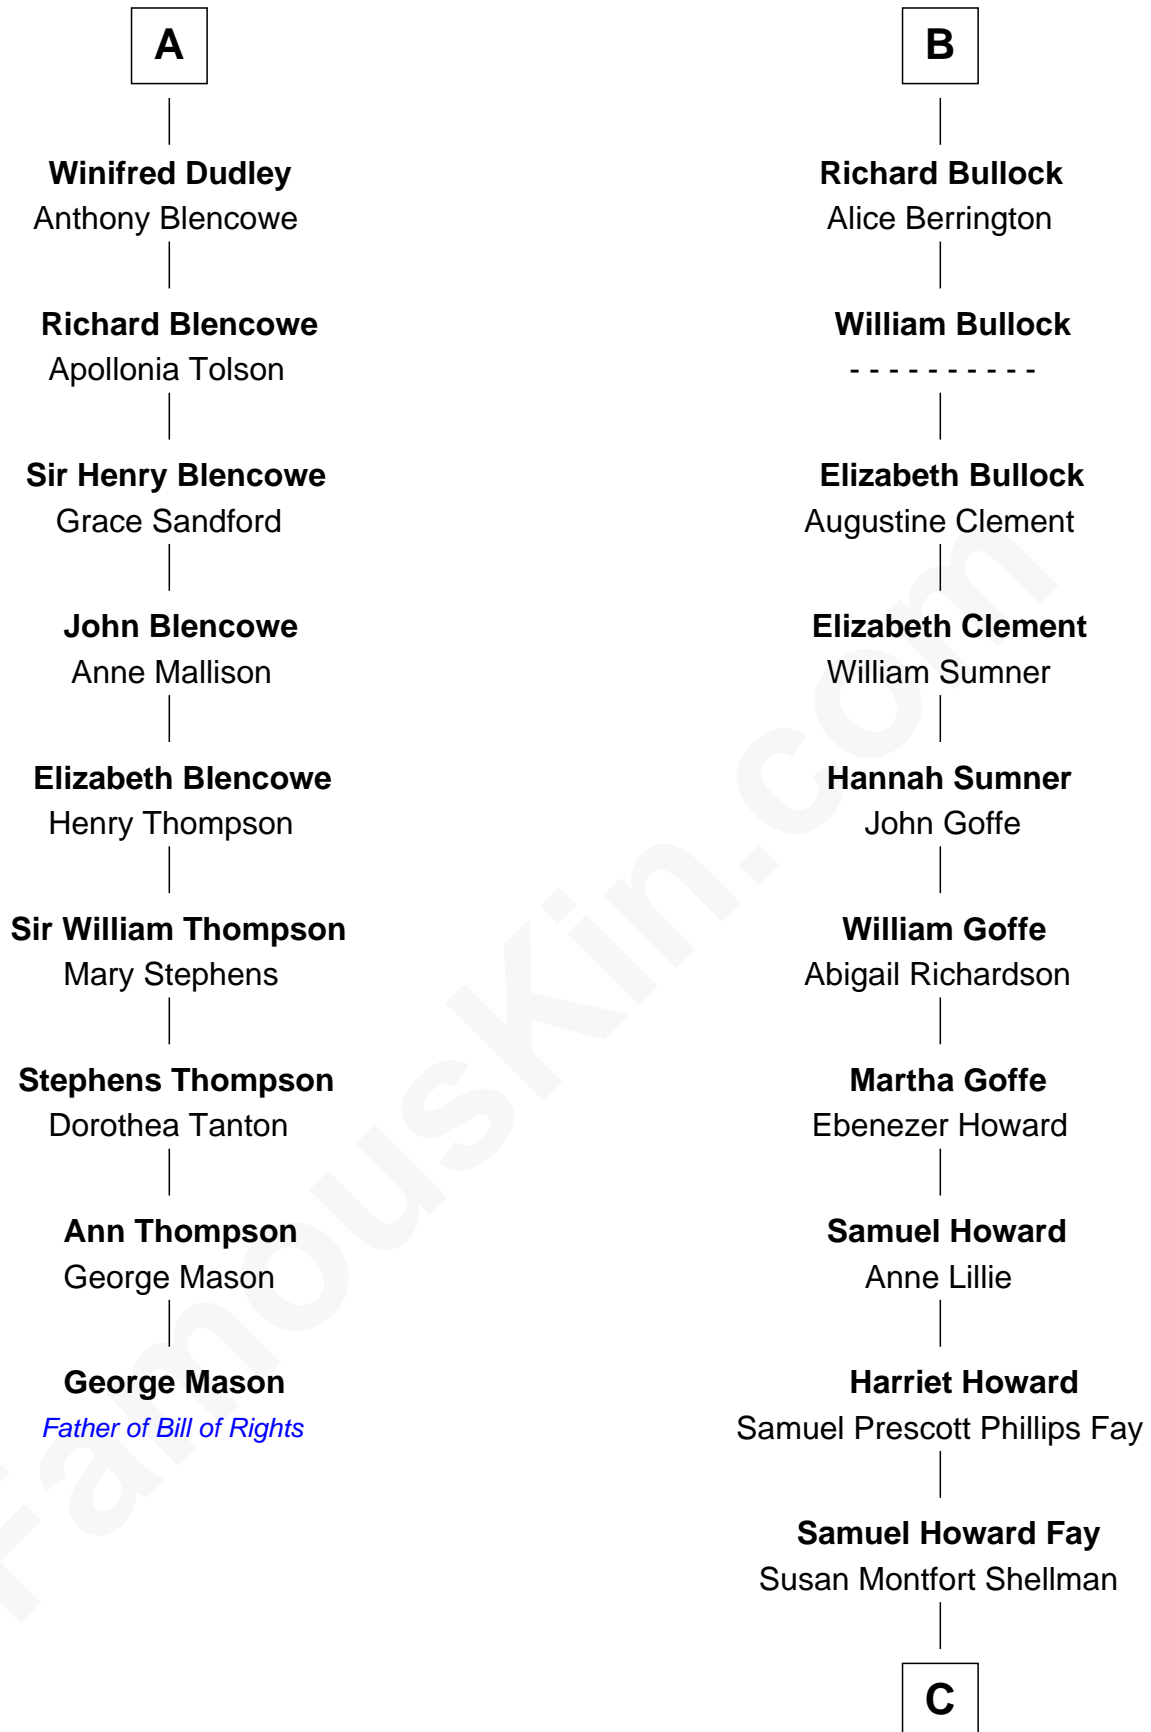 A
Winifred Dudley
Anthony Blencowe
Richard Blencowe
Apollonia Tolson
Sir Henry Blencowe
Grace Sandford
John Blencowe
Anne Mallison
Elizabeth Blencowe
Henry Thompson
Sir William Thompson
Mary Stephens
Stephens Thompson
Dorothea Tanton
Ann Thompson
George Mason
George Mason
Father of Bill of Rights
B
Richard Bullock
Alice Berrington
William Bullock
- - - - - - - - - -
Elizabeth Bullock
Augustine Clement
Elizabeth Clement
William Sumner
Hannah Sumner
John Goffe
William Goffe
Abigail Richardson
Martha Goffe
Ebenezer Howard
Samuel Howard
Anne Lillie
Harriet Howard
Samuel Prescott Phillips Fay
Samuel Howard Fay
Susan Montfort Shellman
C
FamousKin.com